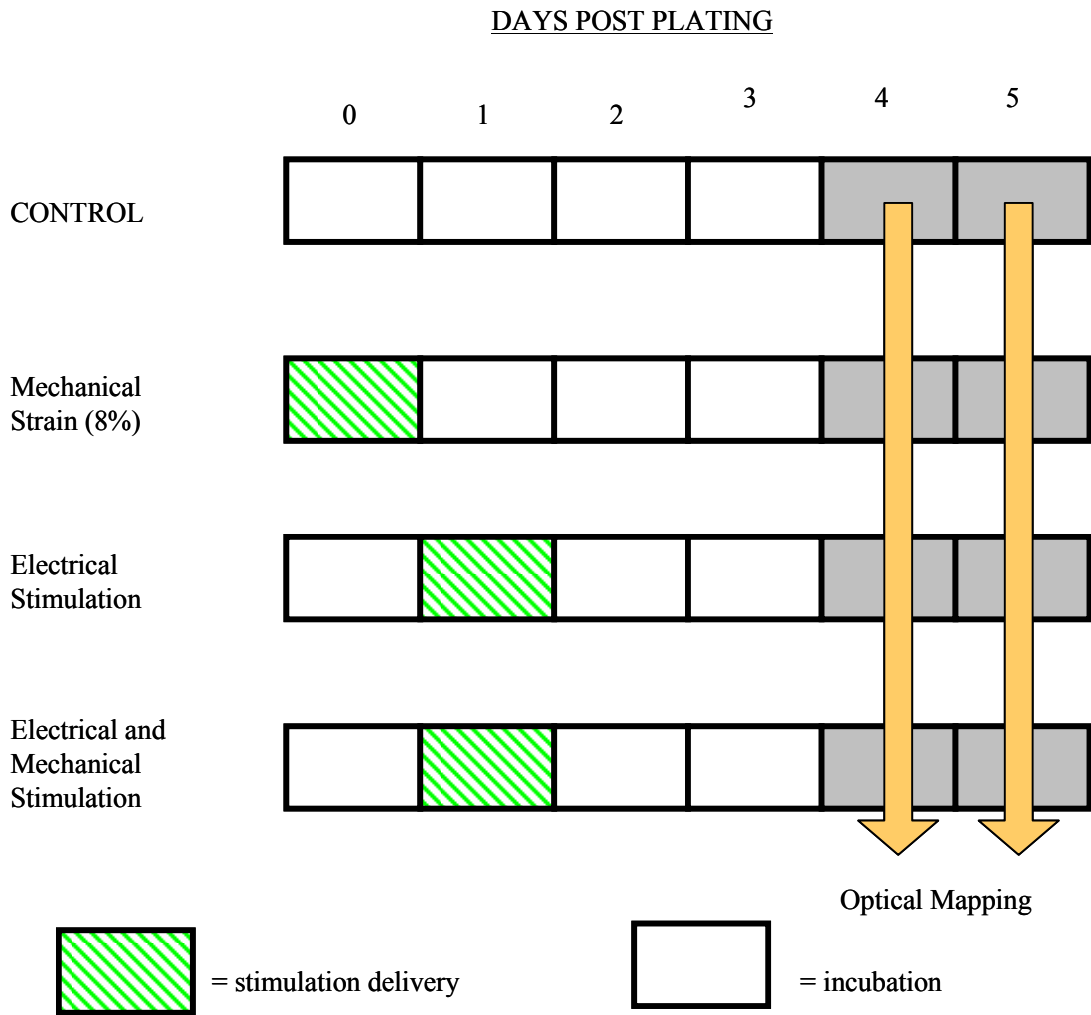 DAYS POST PLATING
0 1 2 3 4 5
CONTROL
Mechanical
Strain (8%)
Electrical
Stimulation
Electrical and
Mechanical
Stimulation
Optical Mapping
= stimulation delivery
= incubation